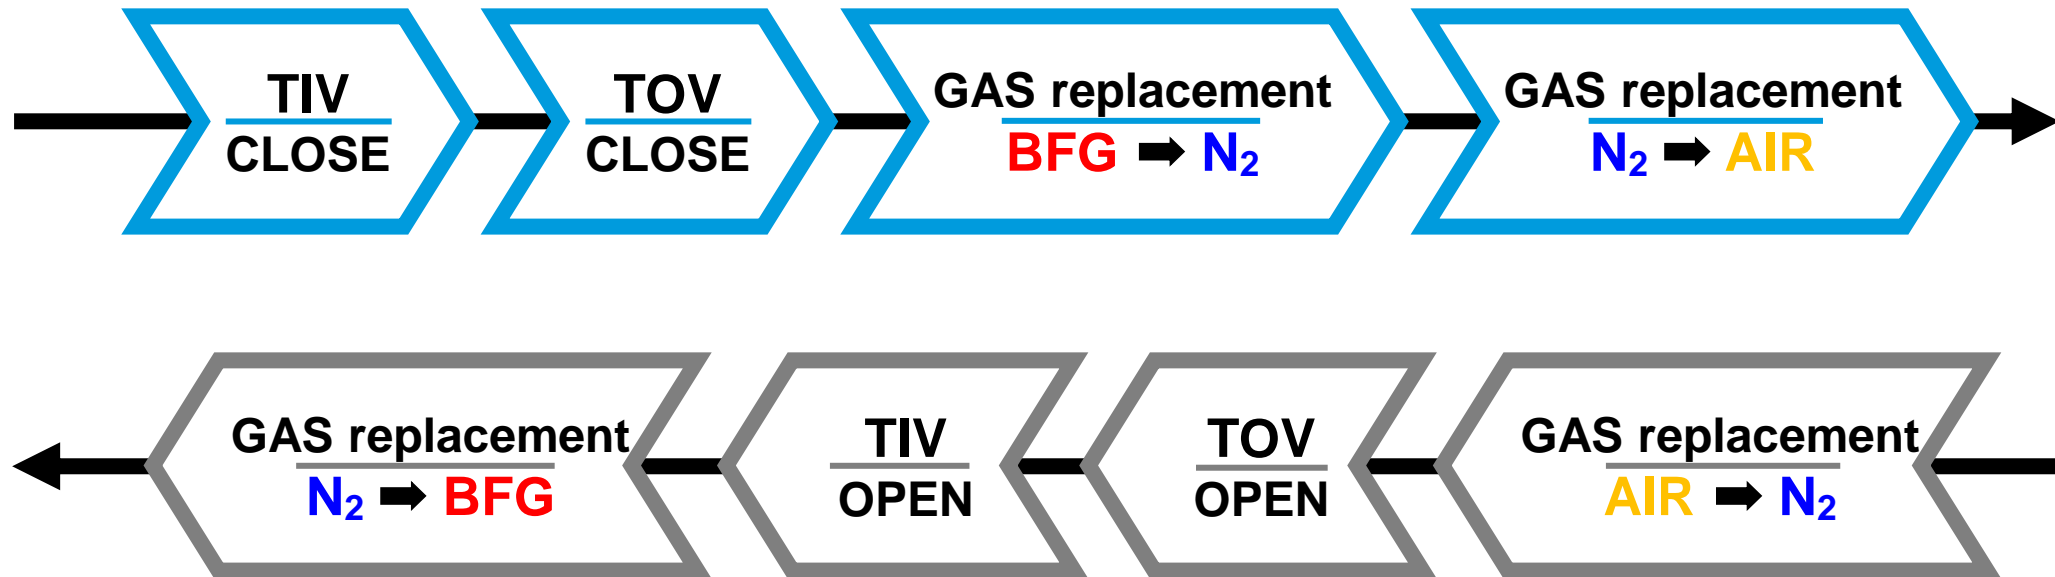 TIV
CLOSE
TOV
CLOSE
GAS replacement
BFG ➡ N₂
GAS replacement
N₂ ➡ AIR
GAS replacement
N₂ ➡ BFG
TIV
OPEN
TOV
OPEN
GAS replacement
AIR ➡ N₂